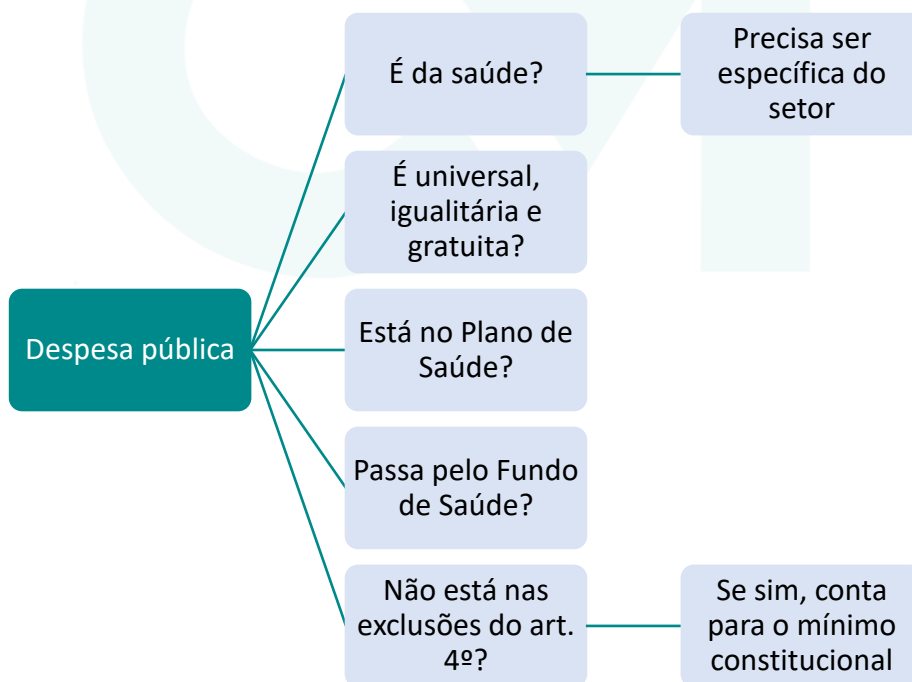 É da saúde?
Precisa ser
específica do
setor
É universal,
igualitária e
gratuita?
Despesa pública
Está no Plano de
Saúde?
Passa pelo Fundo
de Saúde?
Não está nas
exclusões do art.
4º?
Se sim, conta
para o mínimo
constitucional